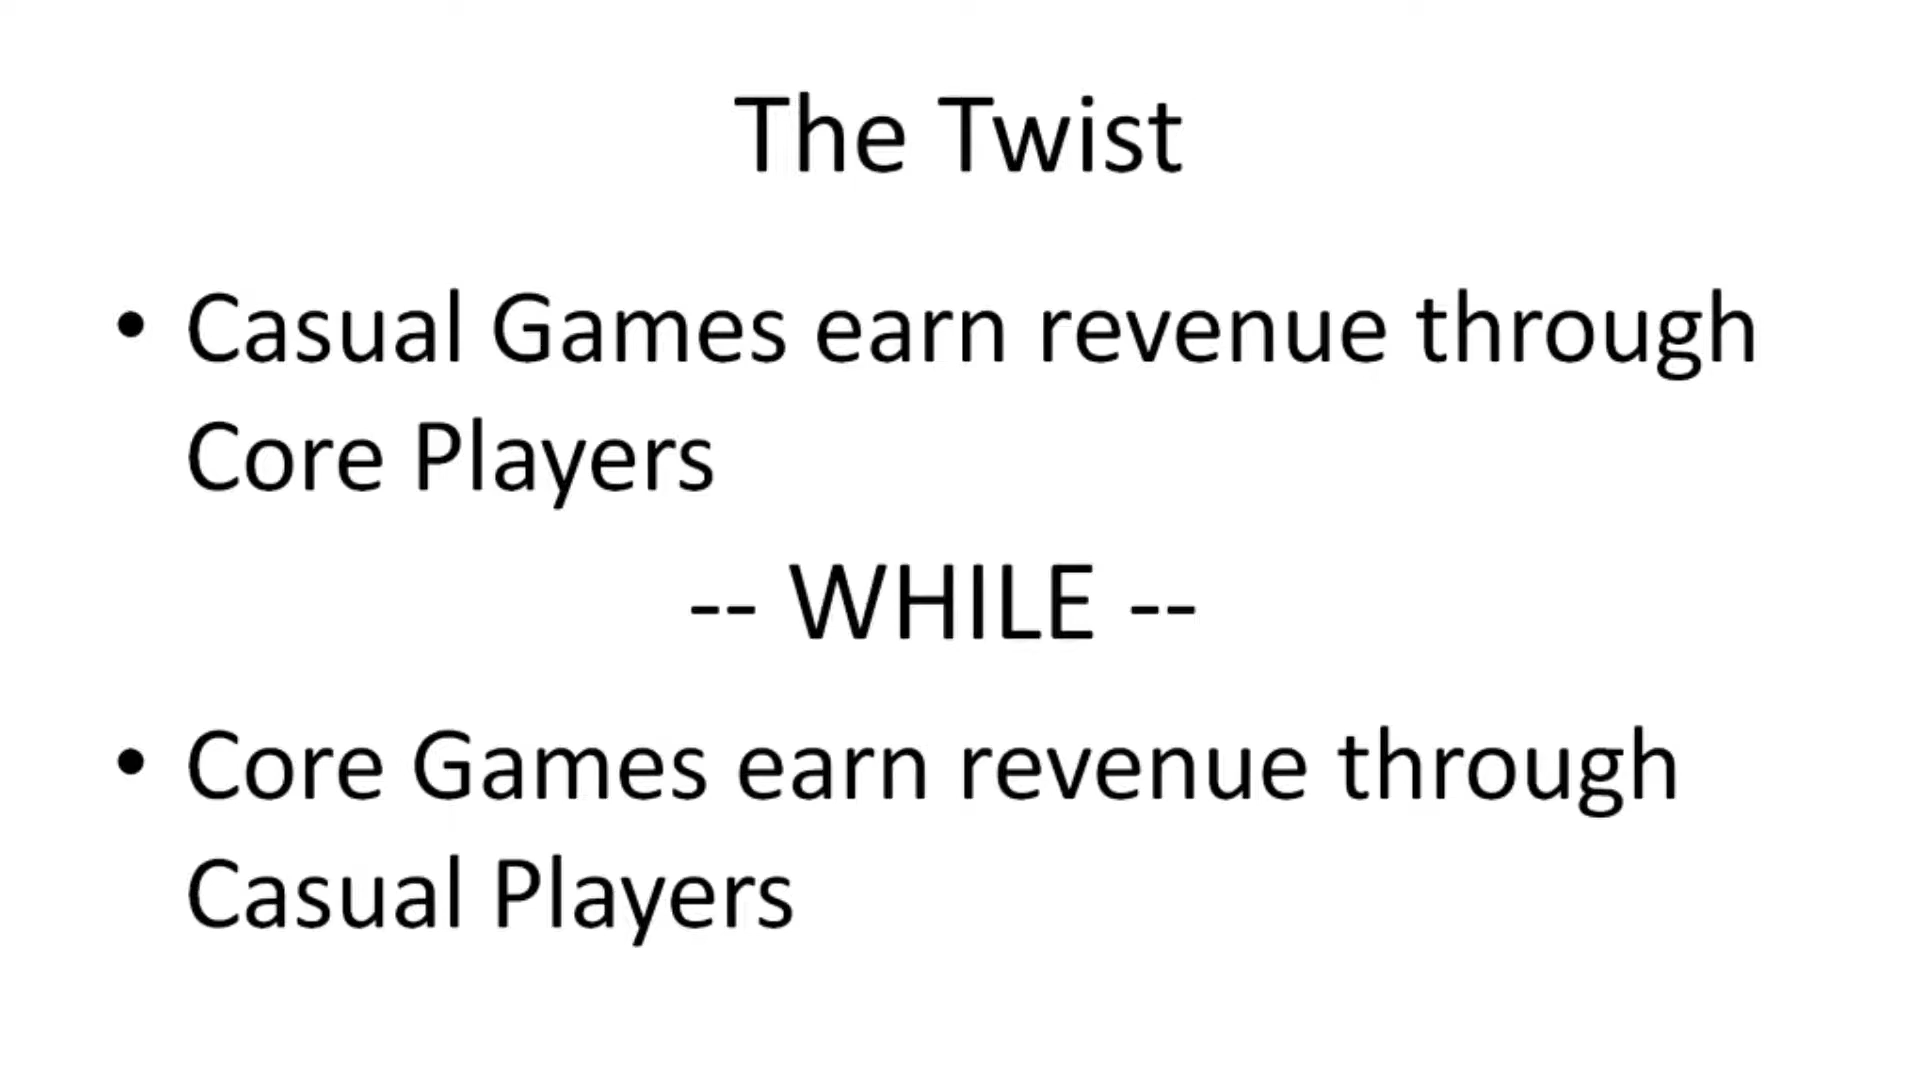 The Twist
• Casual Games earn revenue through
Core Players
-- WHILE --
• Core Games earn revenue through
Casual Players